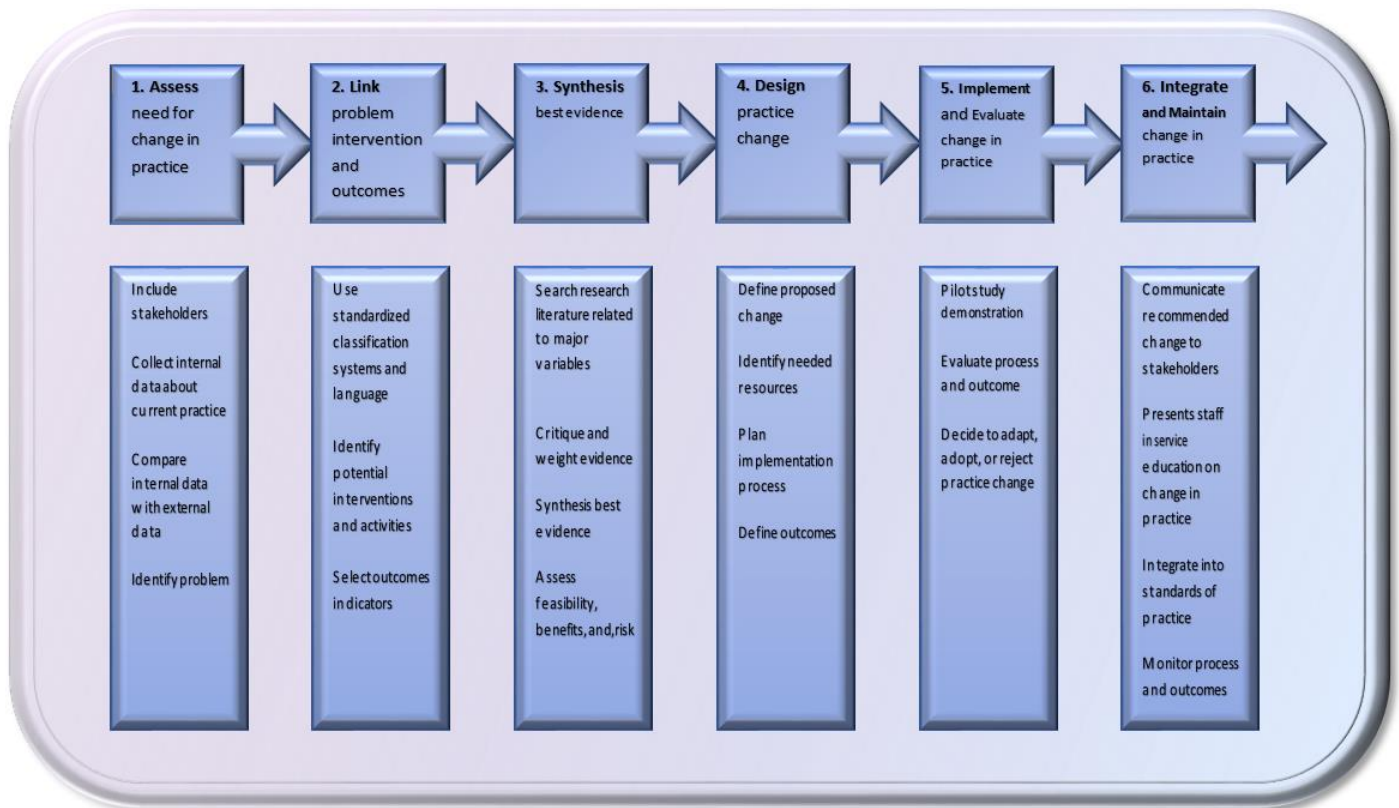 1. Assess
need for
change in
practice
2. Link
problem
intervention
and
outcomes
3. Synthesis
best evidence
4. Design
practice
change
5. Implement
and Evaluate
change in
practice
6. Integrate
and Maintain
change in
practice
Include
stakeholders
Collect internal
data about
current practice
Compare
internal data
with external
data
Identify problem
Use
standardized
classification
systems and
language
Identify
potential
interventions
and activities
Select outcomes
indicators
Search research
literature related
to major
variables
Critique and
weight evidence
Synthesis best
evidence
Assess
feasibility,
benefits, and,risk
Define proposed
change
Identify needed
resources
Plan
implementation
process
Define outcomes
Pilot study
demonstration
Evaluate process
and outcome
Decide to adapt,
adopt, or reject
practice change
Communicate
recommended
change to
stakeholders
Presents staff
in service
education on
change in
practice
Integrate into
standards of
practice
Monitor process
and outcomes